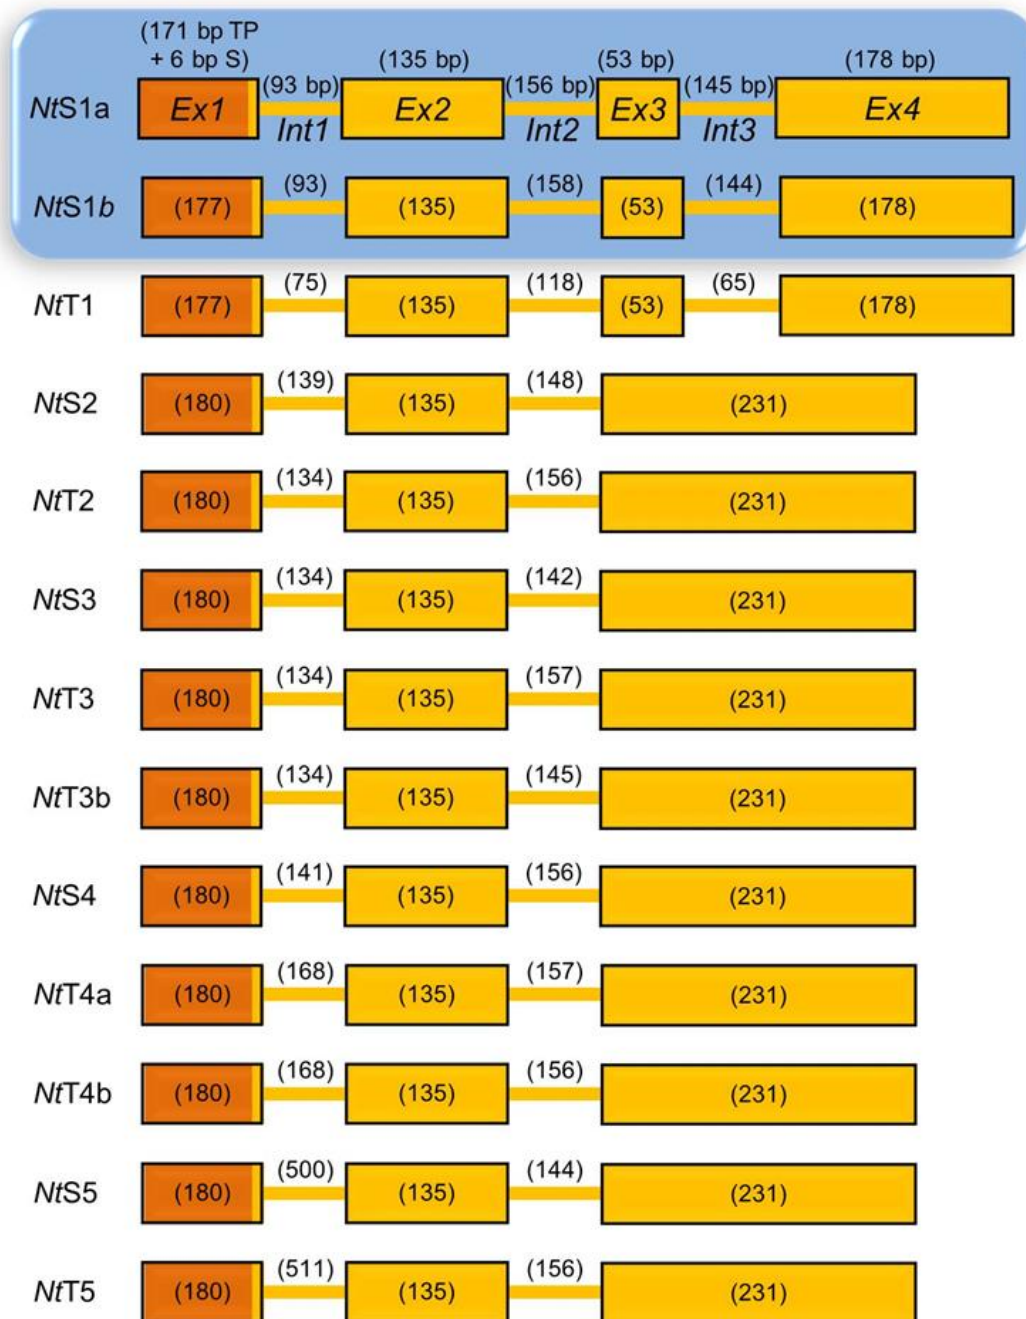 (171 bp TP
+ 6 bp S) (135 bp) (53 bp) (178 bp)
(93 bp) (156 bp) (145 bp)
NtS1a Ex1 Int1 Ex2 Int2 Ex3 Int3 Ex4
(93) (158) (144)
NtS1b (177) (135) (53) (178)
(75) (118) (65)
NtT1 (177) (135) (53) (178)
(139) (148)
NtS2 (180) (135) (231)
(134) (156)
NtT2 (180) (135) (231)
(134) (142)
NtS3 (180) (135) (231)
(134) (157)
NtT3 (180) (135) (231)
(134) (145)
NtT3b (180) (135) (231)
(141) (156)
NtS4 (180) (135) (231)
(168) (157)
NtT4a (180) (135) (231)
(168) (156)
NtT4b (180) (135) (231)
(500) (144)
NtS5 (180) (135) (231)
(511) (156)
NtT5 (180) (135) (231)